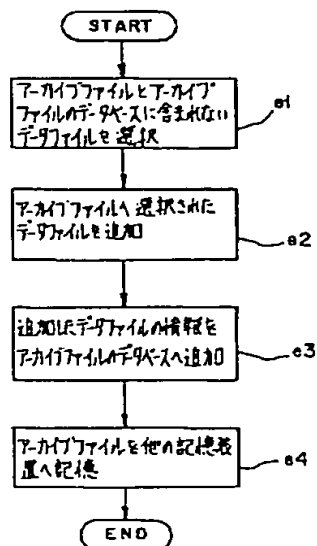 START
アーカイブファイルとアーカイブ
ファイルのデータベースに含まれない
データファイルを選択
e1
アーカイブファイルへ選択された
データファイルを追加
e2
追加したデータファイルの情報を
アーカイブファイルのデータベースへ追加
e3
アーカイブファイルを他の記憶装
置へ記憶
e4
END